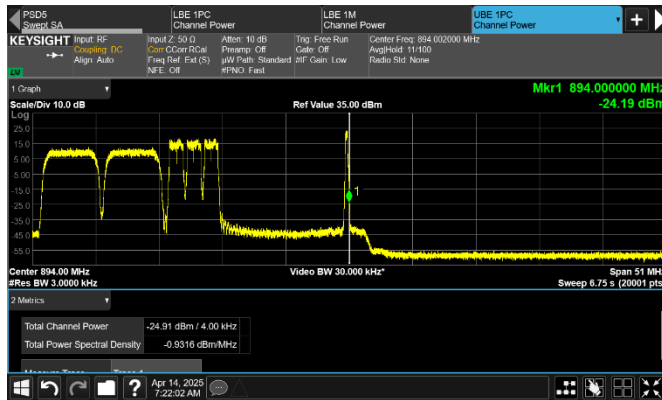 PSD5
Swept SA
LBE 1PC
Channel Power
LBE 1M
Channel Power
UBE 1PC
Channel Power
KEYSIGHT
Input: RF
Coupling: DC
Align: Auto
Input Z: 50 Ω
Corr CCorr RCal
Freq Ref: Ext (S)
NFE: Off
Atten: 10 dB
Preamp: Off
µW Path: Standard
#PNO: Fast
Trig: Free Run
Gate: Off
#IF Gain: Low
Center Freq: 894.002000 MHz
Avg|Hold: 11/100
Radio Std: None
1 Graph
Mkr1 894.000000 MHz
Scale/Div 10.0 dB
Ref Value 35.00 dBm
-24.19 dBm
Log
25.0
15.0
5.00
-5.00
-15.0
-25.0
-35.0
-45.0
-55.0
1
Center 894.00 MHz
Video BW 30.000 kHz*
Span 51 MHz
#Res BW 3.0000 kHz
Sweep 6.75 s (20001 pts
2 Metrics
Total Channel Power -24.91 dBm / 4.00 kHz
Total Power Spectral Density -0.9316 dBm/MHz
Apr 14, 2025
7:22:02 AM